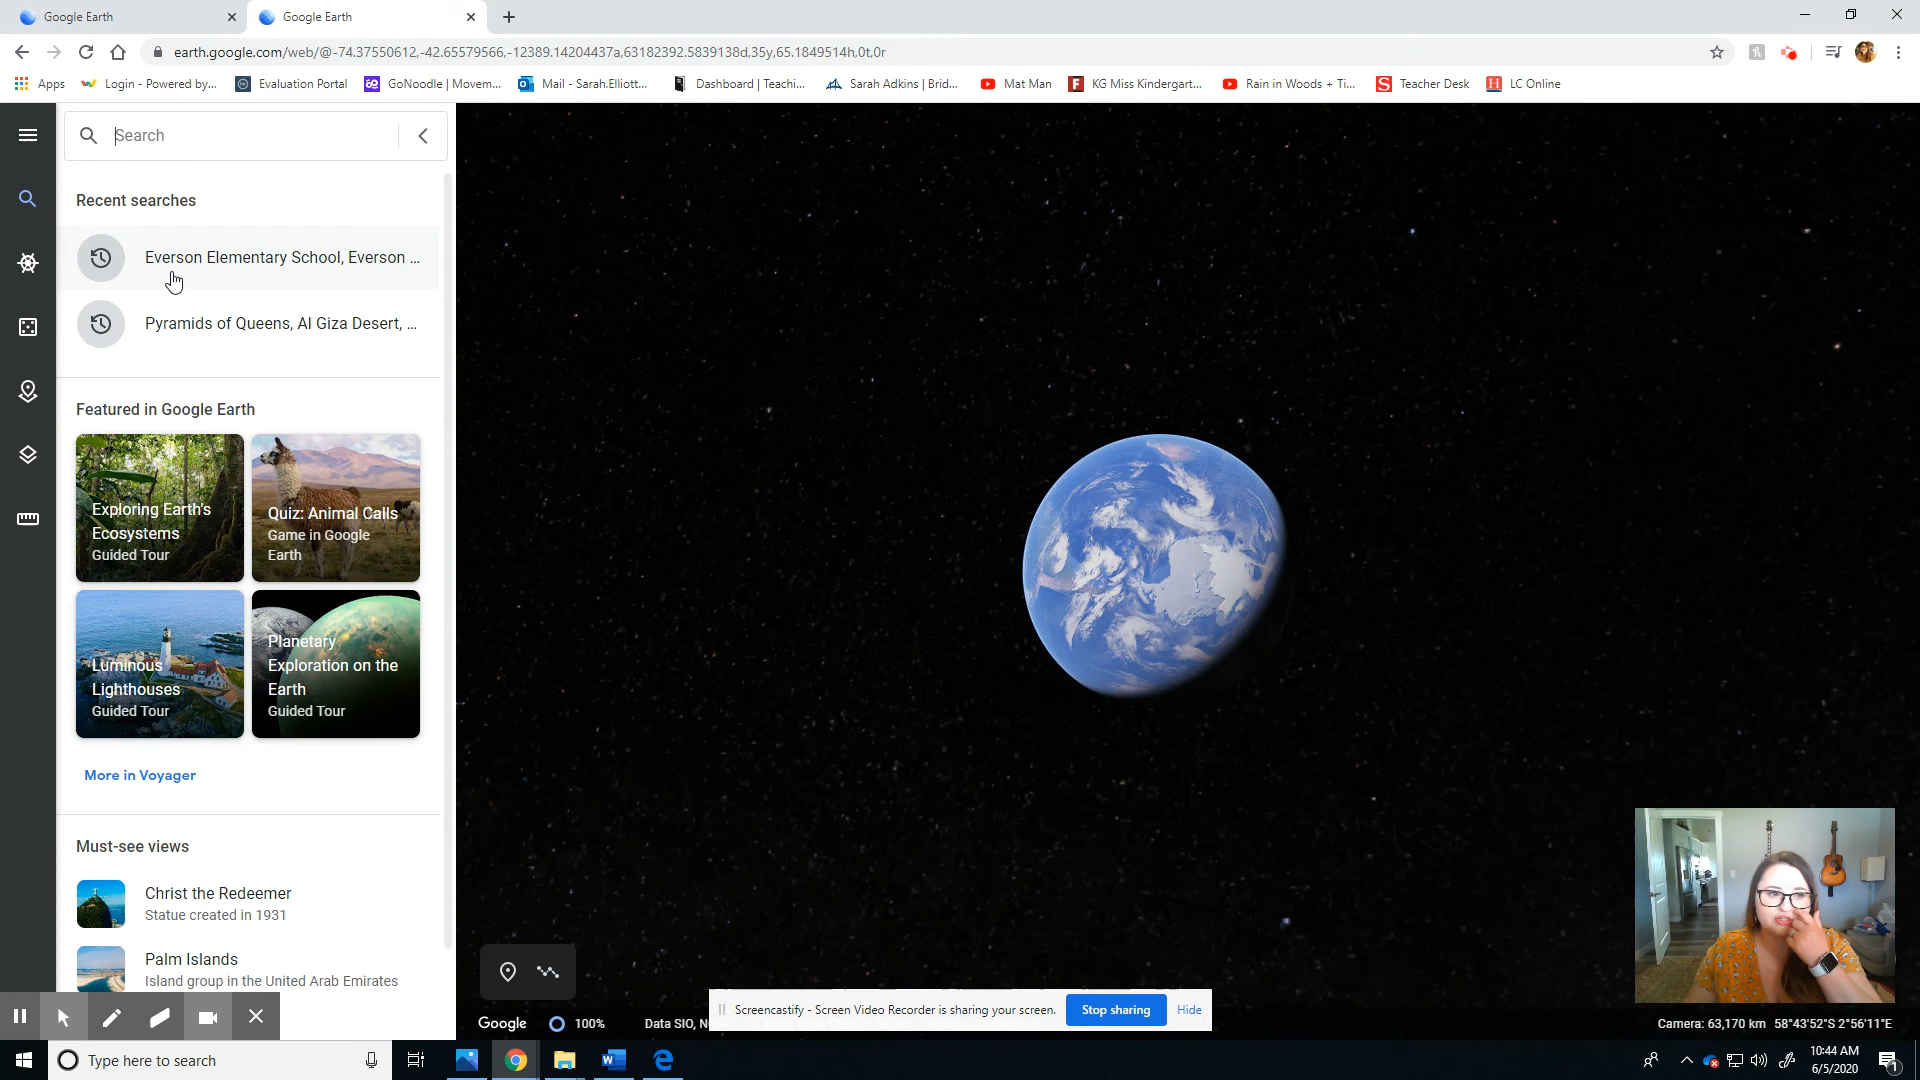 Google Earth
Google Earth
earth.google.com/web/@-74.37550612,-42.65579566,-12389.14204437a,63182392.5839138d,35y,65.1849514h,0t,0r
Apps
Login - Powered by...
Evaluation Portal
GoNoodle | Movem...
Mail - Sarah.Elliott...
Dashboard | Teachi...
Sarah Adkins | Brid...
Mat Man
KG Miss Kindergart...
Rain in Woods + Ti...
Teacher Desk
LC Online
Search
Recent searches
Everson Elementary School, Everson ...
Pyramids of Queens, Al Giza Desert, ...
Featured in Google Earth
Exploring Earth's
Ecosystems
Guided Tour
Quiz: Animal Calls
Game in Google
Earth
Luminous
Lighthouses
Guided Tour
Planetary
Exploration on the
Earth
Guided Tour
More in Voyager
Must-see views
Christ the Redeemer
Statue created in 1931
Palm Islands
Island group in the United Arab Emirates
Screencastify - Screen Video Recorder is sharing your screen.
Stop sharing
Hide
Google
100%
Data SIO, N
Camera: 63,170 km 58°43'52"S 2°56'11"E
Type here to search
10:44 AM
6/5/2020
1